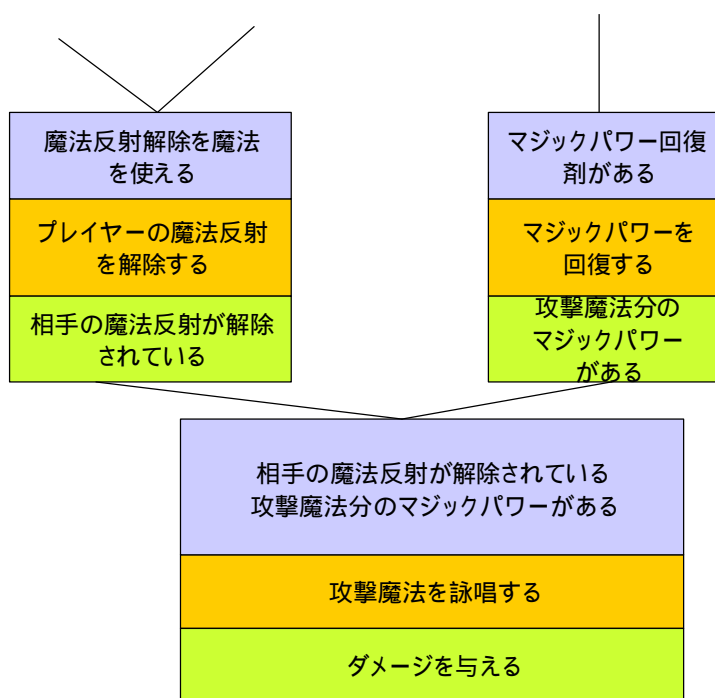 魔法反射解除を魔法
を使える
プレイヤーの魔法反射
を解除する
相手の魔法反射が解除
されている
マジックパワー回復
剤がある
マジックパワーを
回復する
攻撃魔法分の
マジックパワー
がある
相手の魔法反射が解除されている
攻撃魔法分のマジックパワーがある
攻撃魔法を詠唱する
ダメージを与える